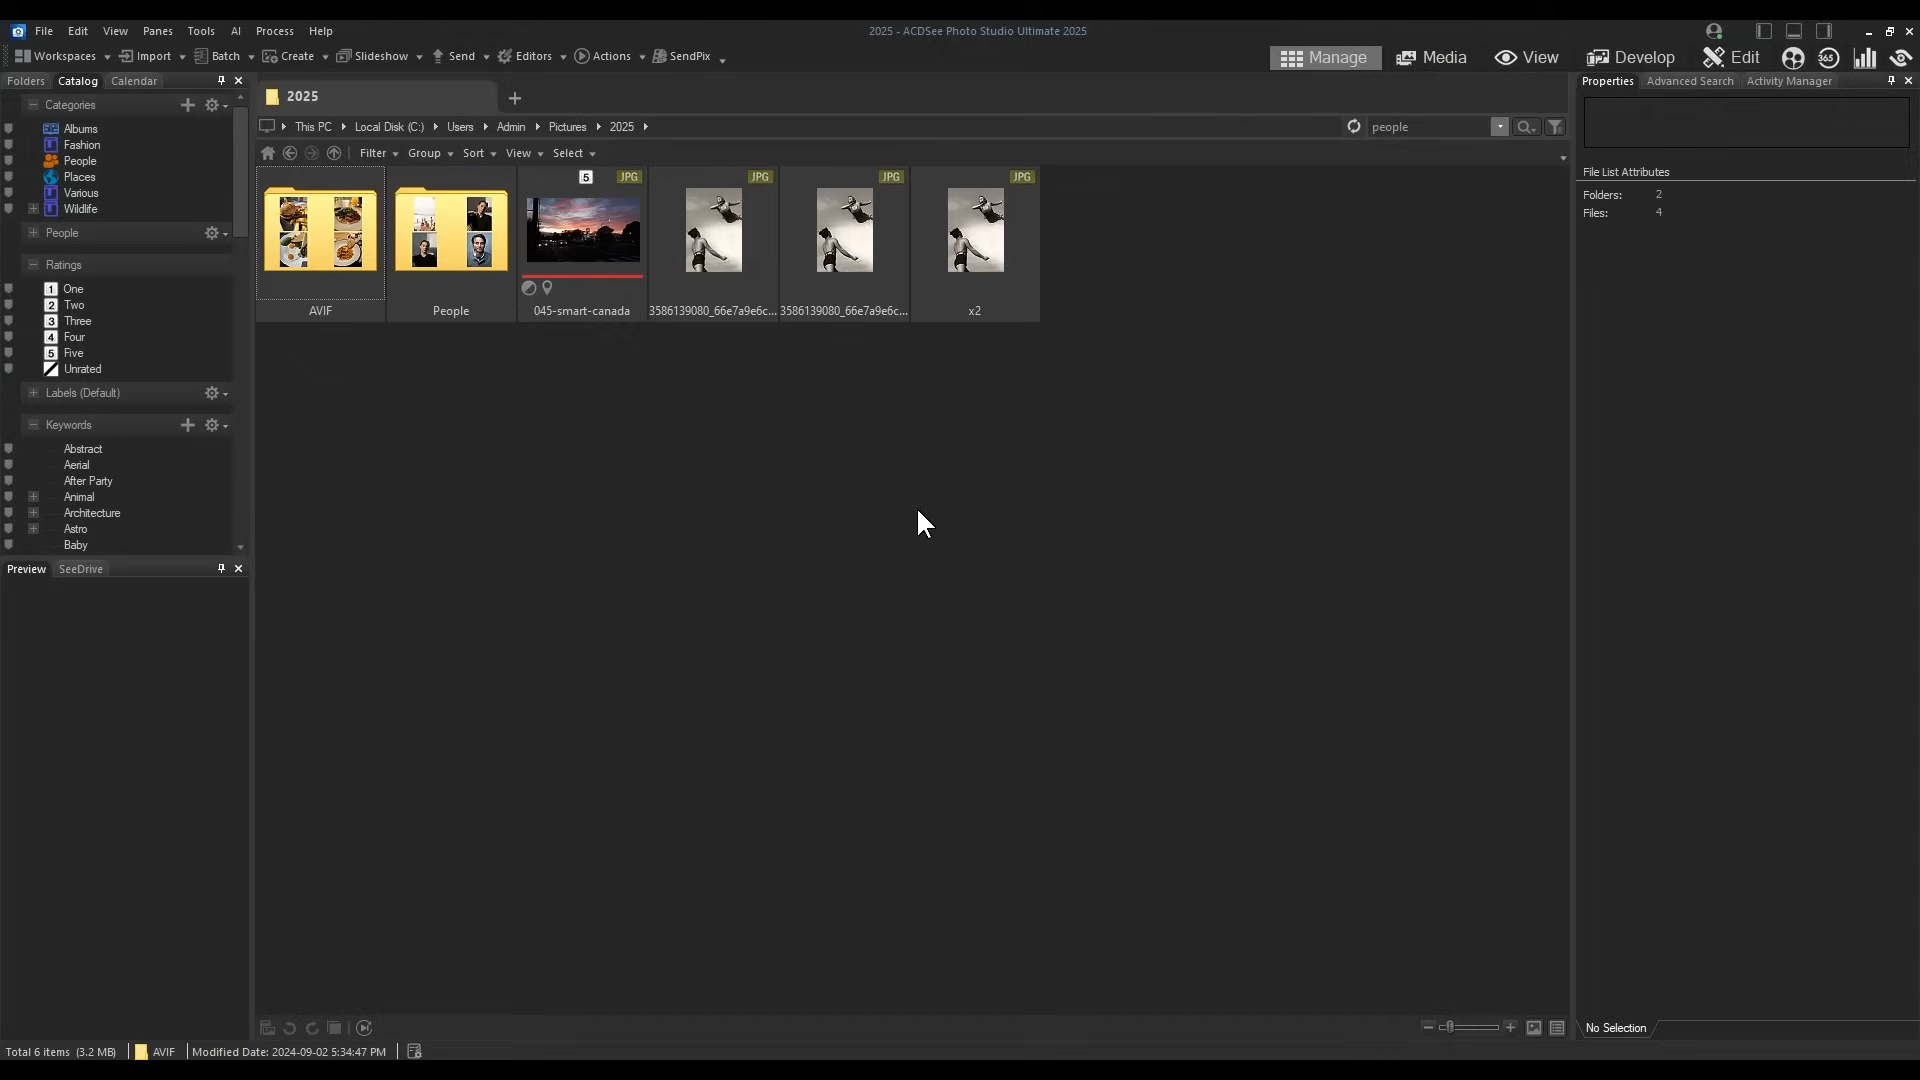 File Edit View Panes Tools AI Process Help 2025 - ACDSee Photo Studio Ultimate 2025
Workspaces Import Batch Create Slideshow Send Editors Actions SendPix Manage Media View Develop Edit 365
Folders Catalog Calendar
2025
Properties Advanced Search Activity Manager
Categories
Albums
Fashion
People
Places
Various
Wildlife
People
Ratings
1 One
2 Two
3 Three
4 Four
5 Five
Unrated
Labels (Default)
Keywords
Abstract
Aerial
After Party
Animal
Architecture
Astro
Baby
Preview SeeDrive
This PC Local Disk (C:) Users Admin Pictures 2025 people
Filter Group Sort View Select
5 JPG JPG JPG JPG
AVIF People 045-smart-canada 3586139080_66e7a9e6c... 3586139080_66e7a9e6c... x2
File List Attributes
Folders: 2
Files: 4
No Selection
Total 6 items (3.2 MB) AVIF Modified Date: 2024-09-02 5:34:47 PM